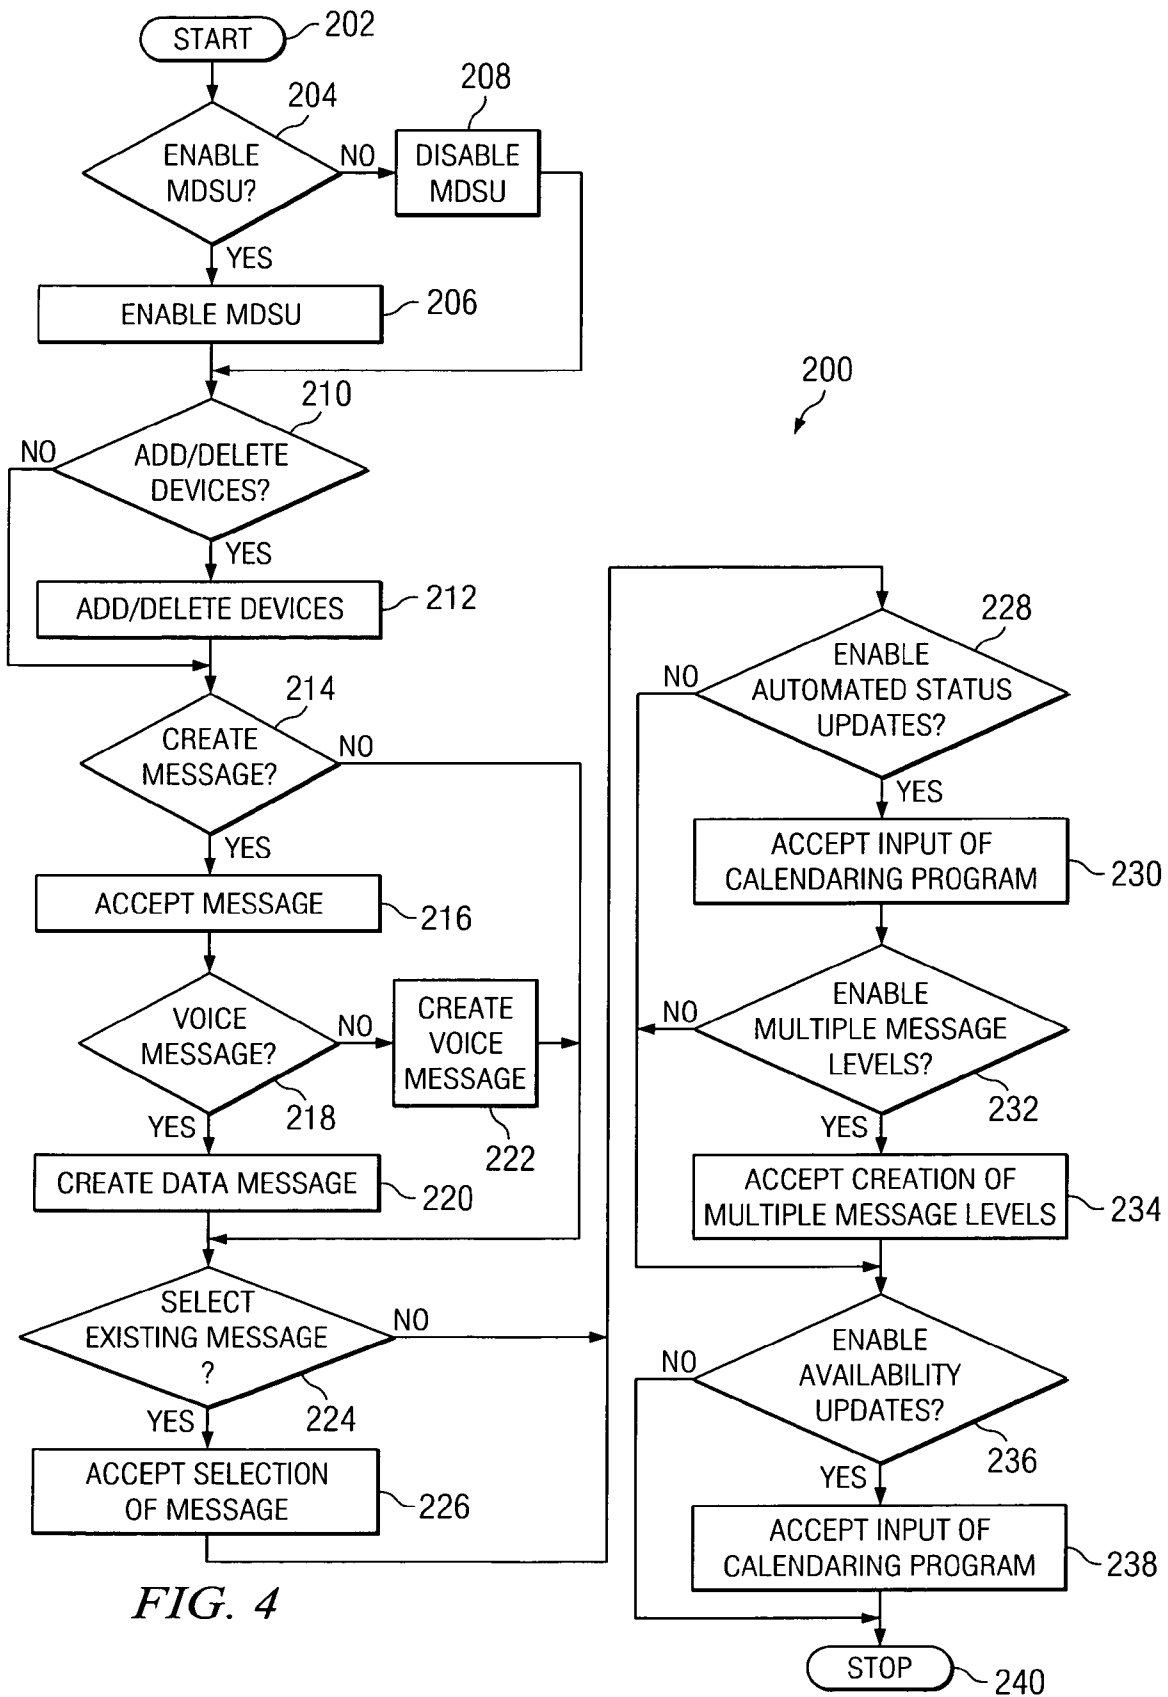 START
202
204
ENABLE
MDSU?
NO
208
DISABLE
MDSU
YES
ENABLE MDSU
206
200
210
NO
ADD/DELETE
DEVICES?
YES
ADD/DELETE DEVICES
212
214
CREATE
MESSAGE?
NO
YES
ACCEPT MESSAGE
216
VOICE
MESSAGE?
NO
218
CREATE
VOICE
MESSAGE
222
YES
CREATE DATA MESSAGE
220
SELECT
EXISTING MESSAGE
?
NO
224
YES
ACCEPT SELECTION
OF MESSAGE
226
228
ENABLE
AUTOMATED STATUS
UPDATES?
NO
YES
ACCEPT INPUT OF
CALENDARING PROGRAM
230
ENABLE
MULTIPLE MESSAGE
LEVELS?
NO
232
YES
ACCEPT CREATION OF
MULTIPLE MESSAGE LEVELS
234
ENABLE
AVAILABILITY
UPDATES?
NO
236
YES
ACCEPT INPUT OF
CALENDARING PROGRAM
238
STOP
240
FIG. 4